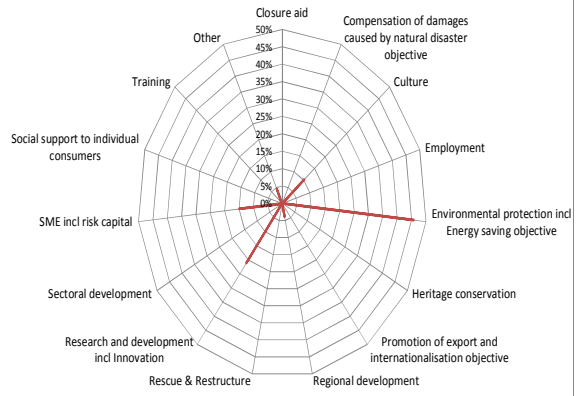 Closure aid
Compensation of damages
caused by natural disaster
objective
Culture
Employment
Environmental protection incl
Energy saving objective
Heritage conservation
Promotion of export and
internationalisation objective
Regional development
Rescue & Restructure
Research and development
incl Innovation
Sectoral development
SME incl risk capital
Social support to individual
consumers
Training
Other
50%
45%
40%
35%
30%
25%
20%
15%
10%
5%
0%